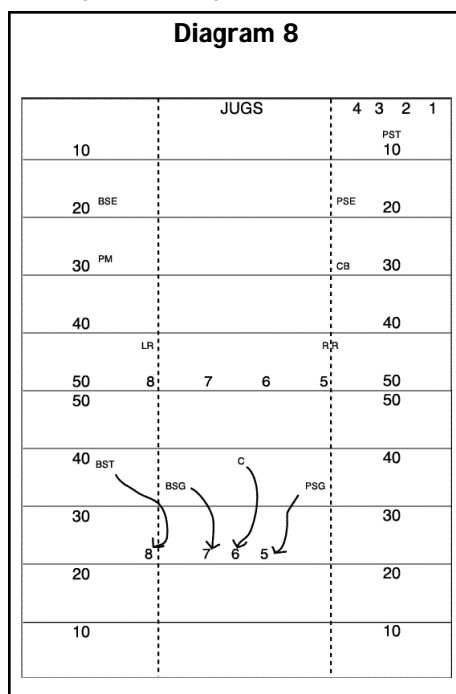 Diagram 8
JUGS 4 3 2 1
PST
10 10
BSE PSE
20 20
PM
30 CB 30
40 40
LR RR
50 8 7 6 5 50
50 50
40 BST C 40
BSG PSG
30 30
8 7 6 5
20 20
10 10